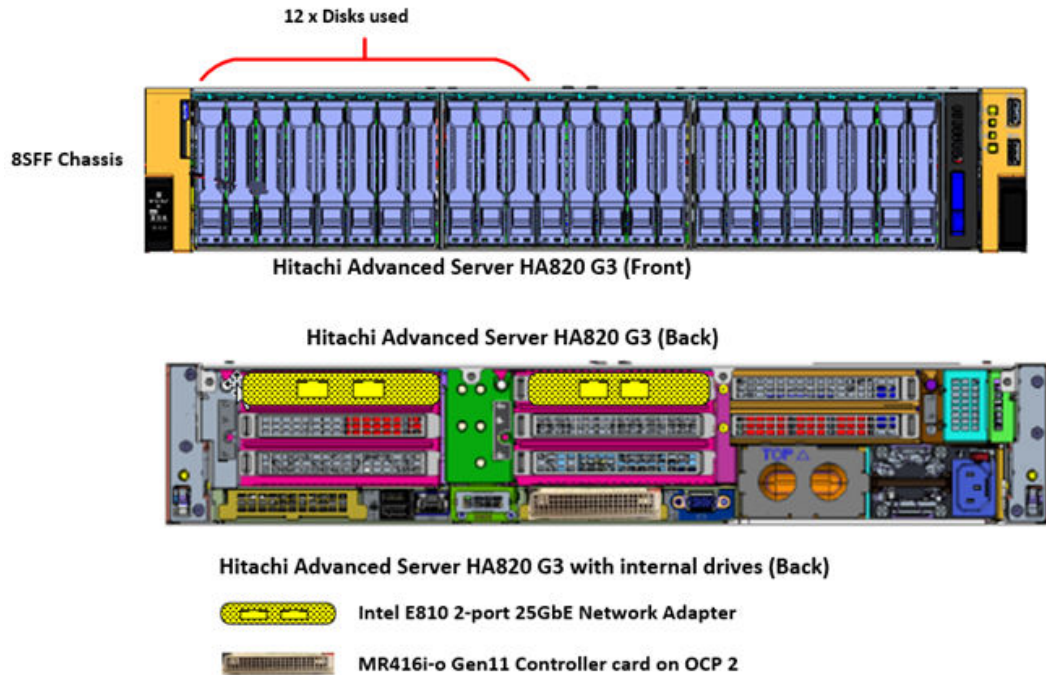 12 x Disks used
8SFF Chassis
Hitachi Advanced Server HA820 G3 (Front)
Hitachi Advanced Server HA820 G3 (Back)
TOP
Hitachi Advanced Server HA820 G3 with internal drives (Back)
Intel E810 2-port 25GbE Network Adapter
MR416i-o Gen11 Controller card on OCP 2